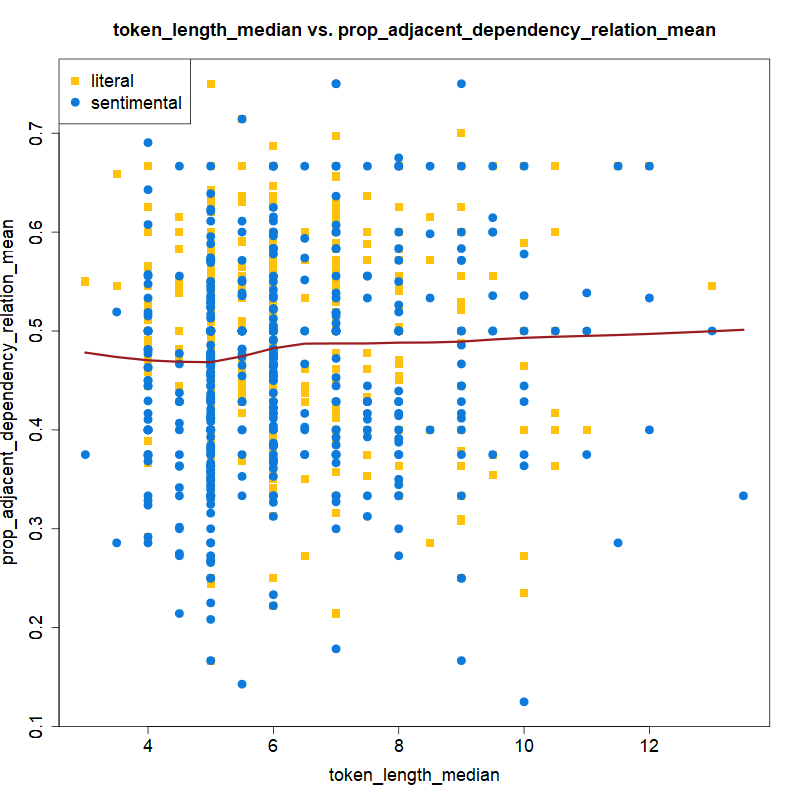 token_length_median vs. prop_adjacent_dependency_relation_mean
literal
sentimental
prop_adjacent_dependency_relation_mean
0.7
0.6
0.5
0.4
0.3
0.2
0.1
4
6
8
10
12
token_length_median